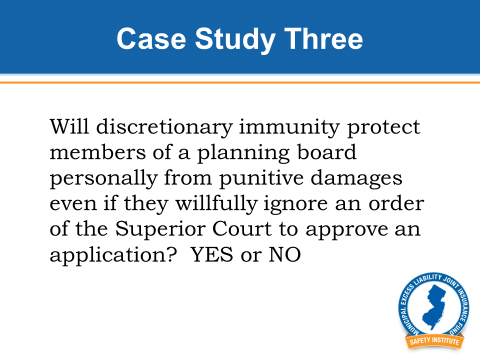 Case Study Three
Will discretionary immunity protect
members of a planning board
personally from punitive damages
even if they willfully ignore an order
of the Superior Court to approve an
application?  YES or NO
MUNICIPAL EXCESS LIABILITY JOINT INSURANCE FUND
SAFETY INSTITUTE